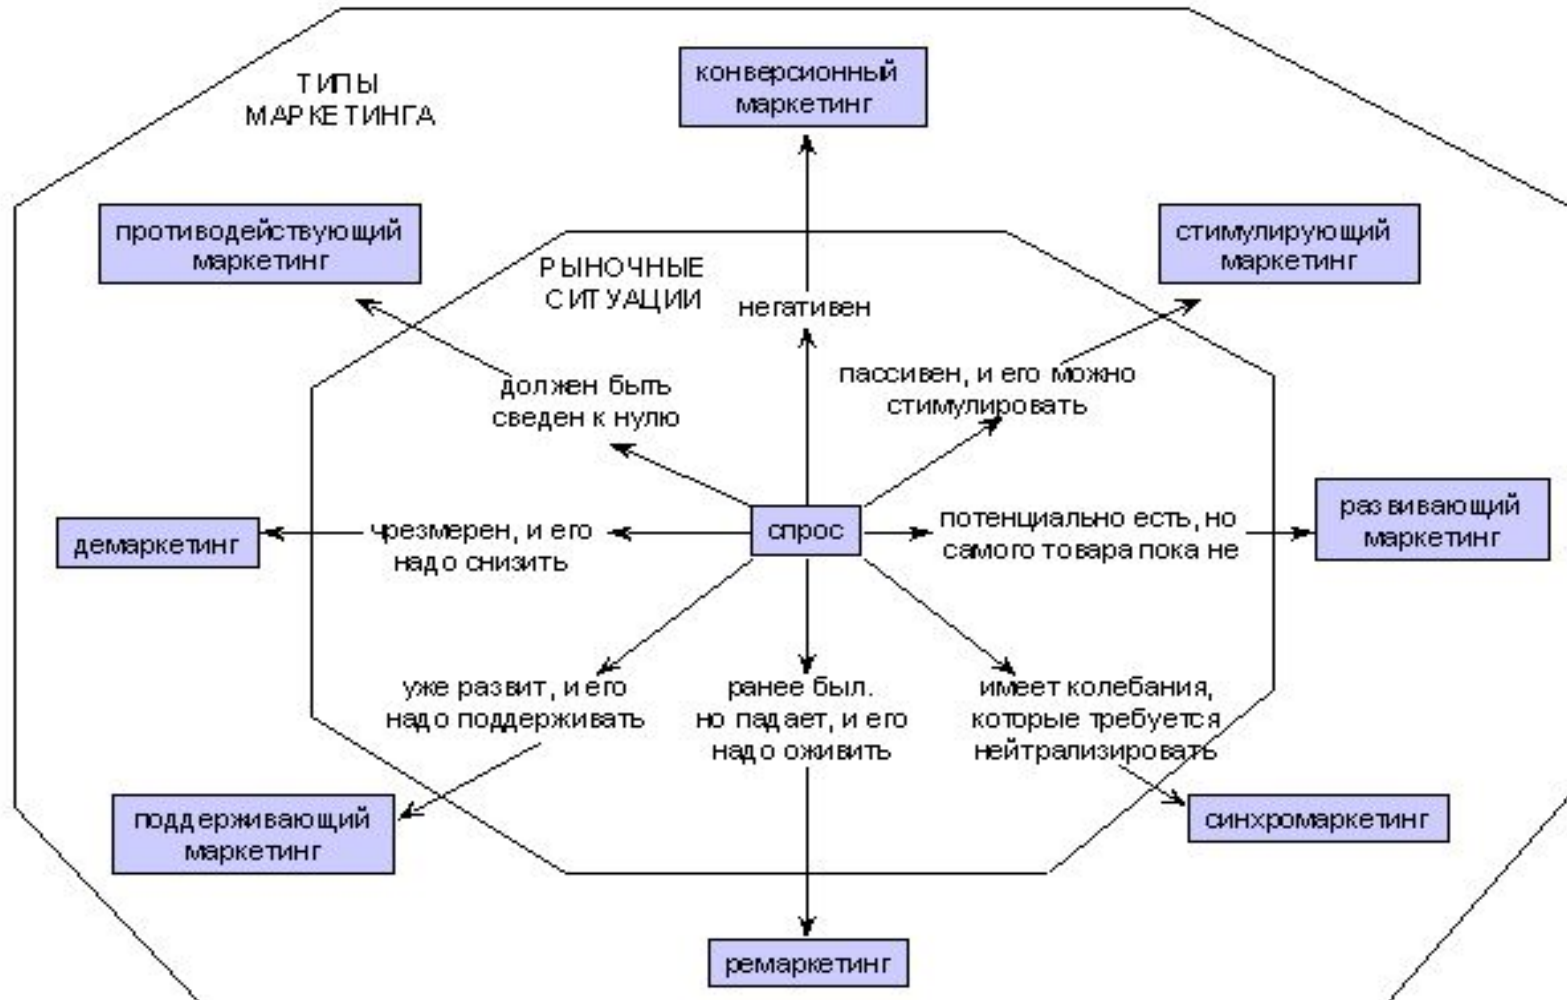 ТИПЫ
МАРКЕТИНГА
конверсионный
маркетинг
противодействующий
маркетинг
стимулирующий
маркетинг
РЫНОЧНЫЕ
СИТУАЦИИ
негативен
должен быть
сведен к нулю
пассивен, и его можно
стимулировать
демаркетинг
чрезмерен, и его
надо снизить
спрос
потенциально есть, но
самого товара пока не
развивающий
маркетинг
уже развит, и его
надо поддерживать
ранее был.
но падает, и его
надо оживить
имеет колебания,
которые требуется
нейтрализировать
поддерживающий
маркетинг
синхромаркетинг
ремаркетинг